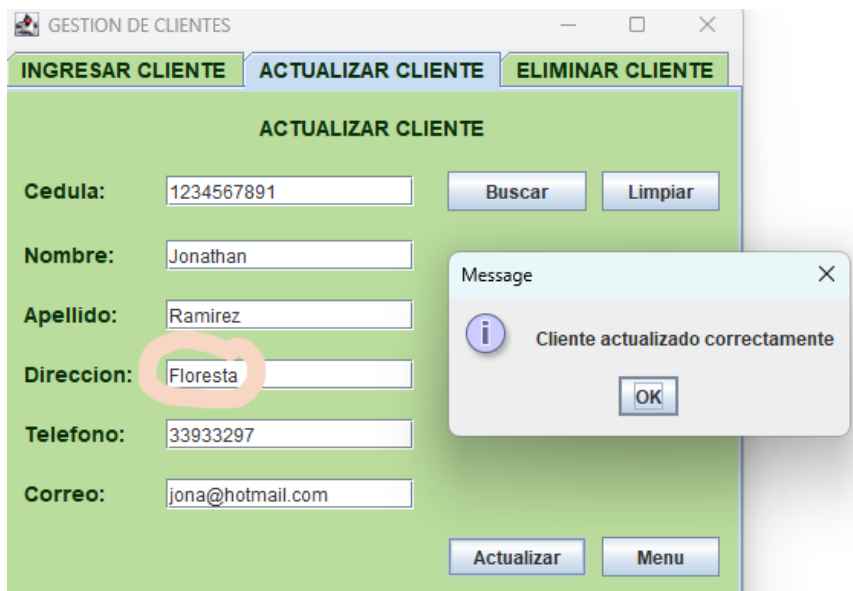 GESTION DE CLIENTES
INGRESAR CLIENTE ACTUALIZAR CLIENTE ELIMINAR CLIENTE
ACTUALIZAR CLIENTE
Cedula: 1234567891 Buscar Limpiar
Nombre: Jonathan
Message
Apellido: Ramirez
Cliente actualizado correctamente
Direccion: Floresta
OK
Telefono: 33933297
Correo: jona@hotmail.com
Actualizar Menu